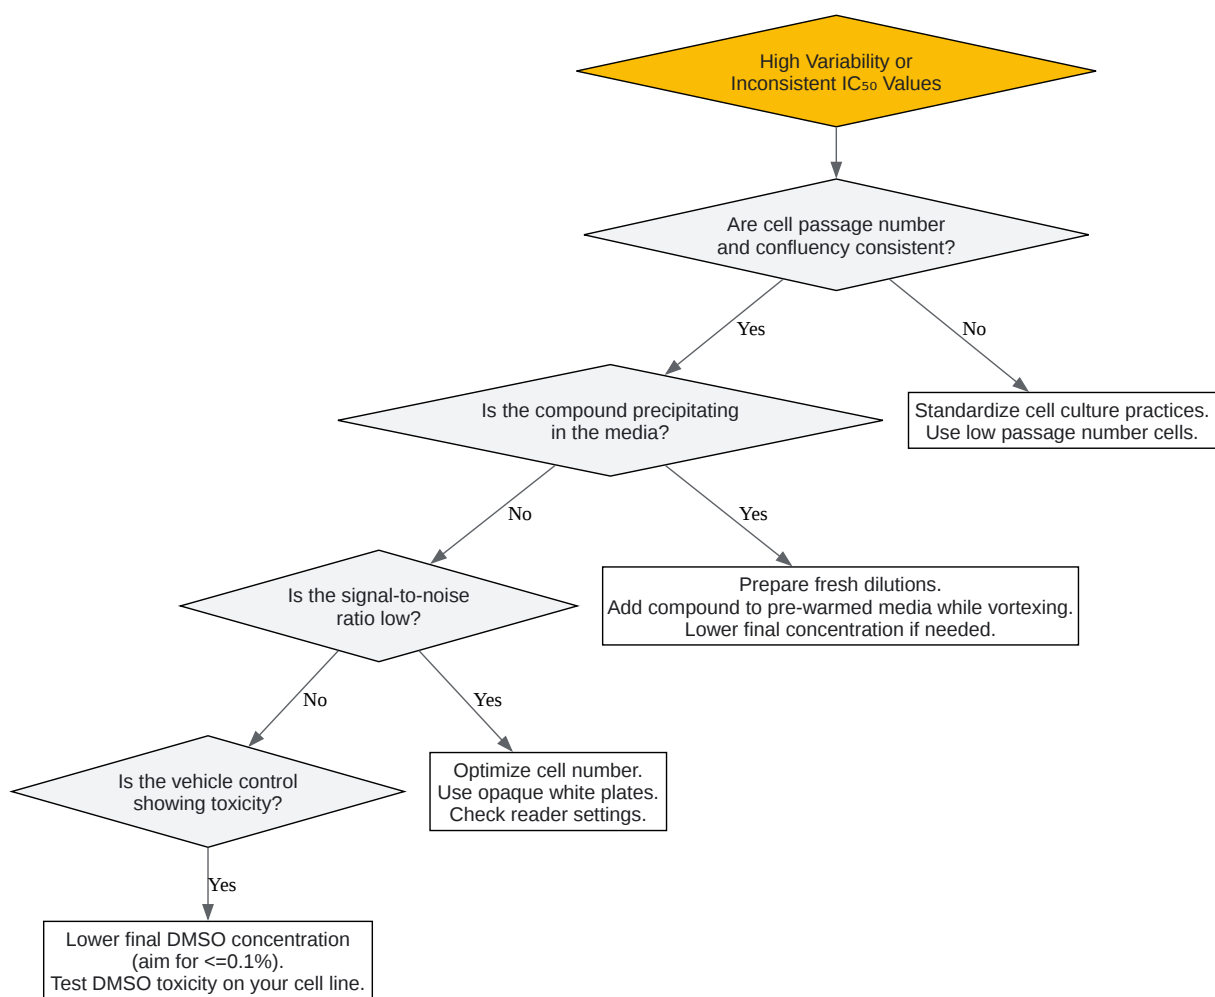 High Variability or
Inconsistent IC₅₀ Values
Are cell passage number
and confluency consistent?
Yes
No
Is the compound precipitating
in the media?
Standardize cell culture practices.
Use low passage number cells.
No
Yes
Is the signal-to-noise
ratio low?
Prepare fresh dilutions.
Add compound to pre-warmed media while vortexing.
Lower final concentration if needed.
No
Yes
Is the vehicle control
showing toxicity?
Optimize cell number.
Use opaque white plates.
Check reader settings.
Yes
Lower final DMSO concentration
(aim for <=0.1%).
Test DMSO toxicity on your cell line.